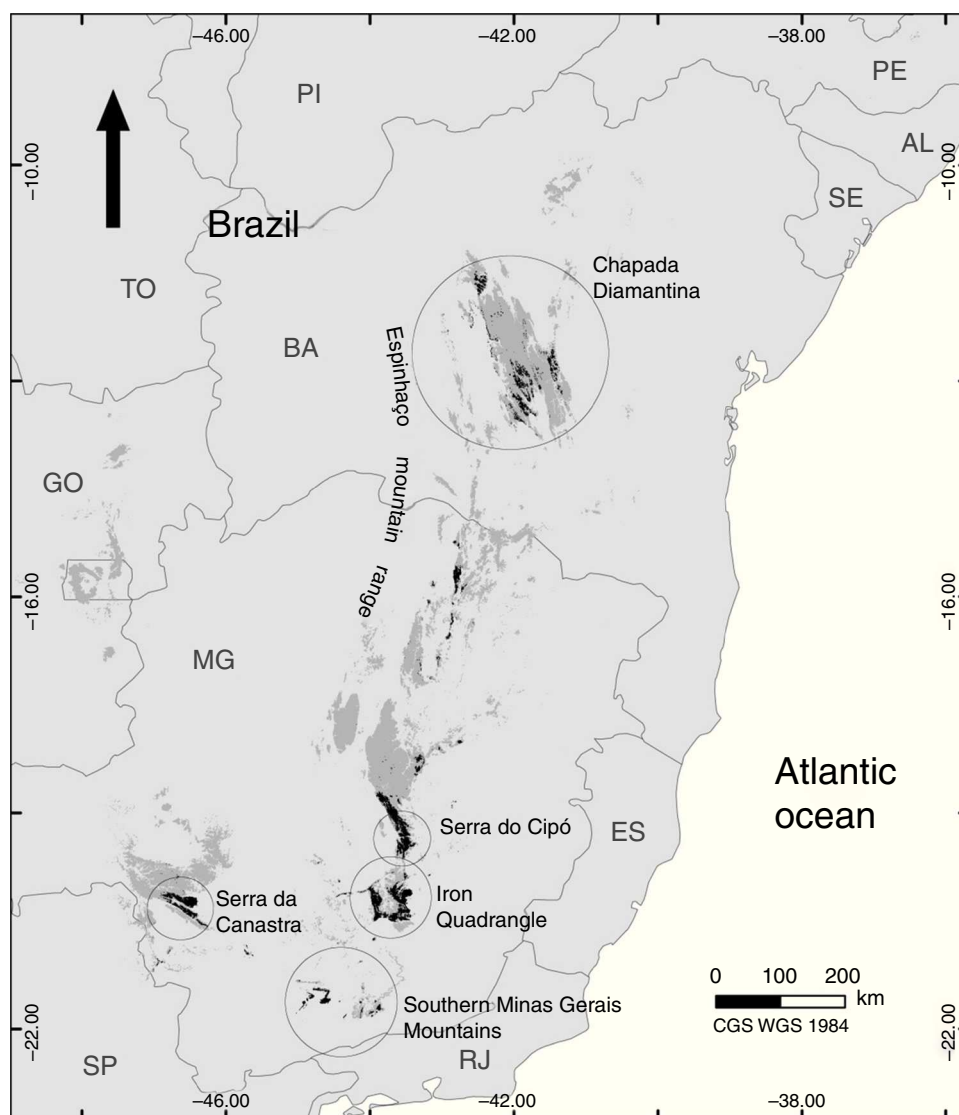 −46.00
−42.00
−38.00
PE
PI
AL
−10.00
−10.00
SE
Brazil
Chapada
Diamantina
TO
BA
Espinhaço mountain range
GO
−16.00
−16.00
MG
Atlantic
ocean
Serra do Cipó
ES
Serra da
Canastra
Iron
Quadrangle
0 100 200
km
CGS WGS 1984
Southern Minas Gerais
Mountains
−22.00
−22.00
SP
RJ
−46.00
−42.00
−38.00